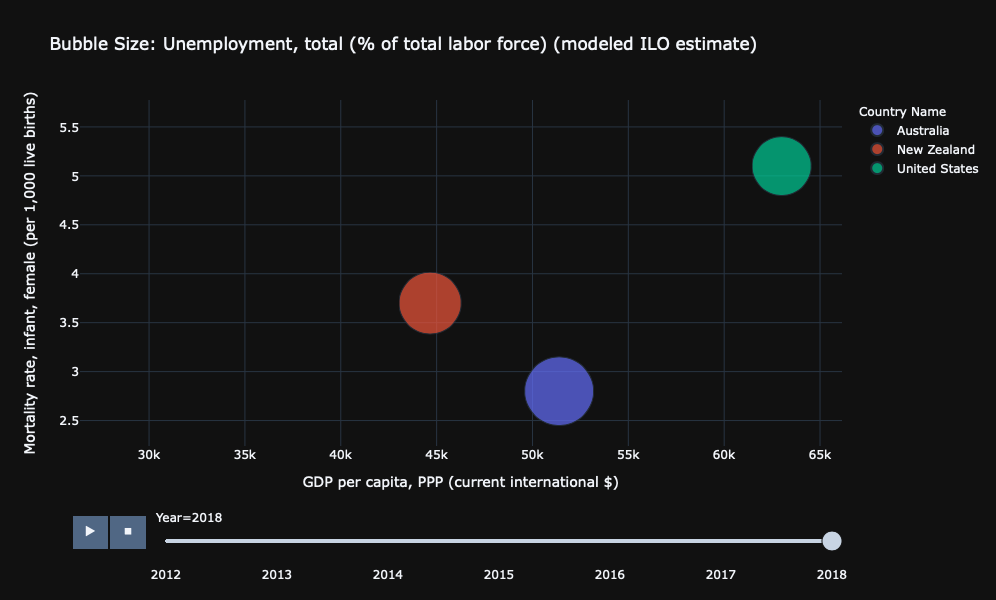 Bubble Size: Unemployment, total (% of total labor force) (modeled ILO estimate)
Mortality rate, infant, female (per 1,000 live births)
5.5
5
4.5
4
3.5
3
2.5
30k 35k 40k 45k 50k 55k 60k 65k
GDP per capita, PPP (current international $)
Country Name
Australia
New Zealand
United States
Year=2018
2012 2013 2014 2015 2016 2017 2018